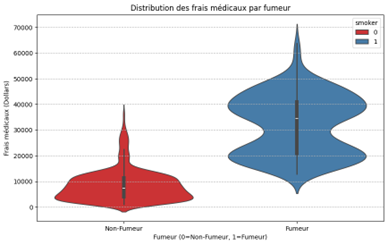 Distribution des frais médicaux par fumeur
smoker
0
1
70000
60000
50000
40000
30000
20000
10000
0
Frais médicaux (Dollars)
Non-Fumeur
Fumeur
Fumeur (0=Non-Fumeur, 1=Fumeur)